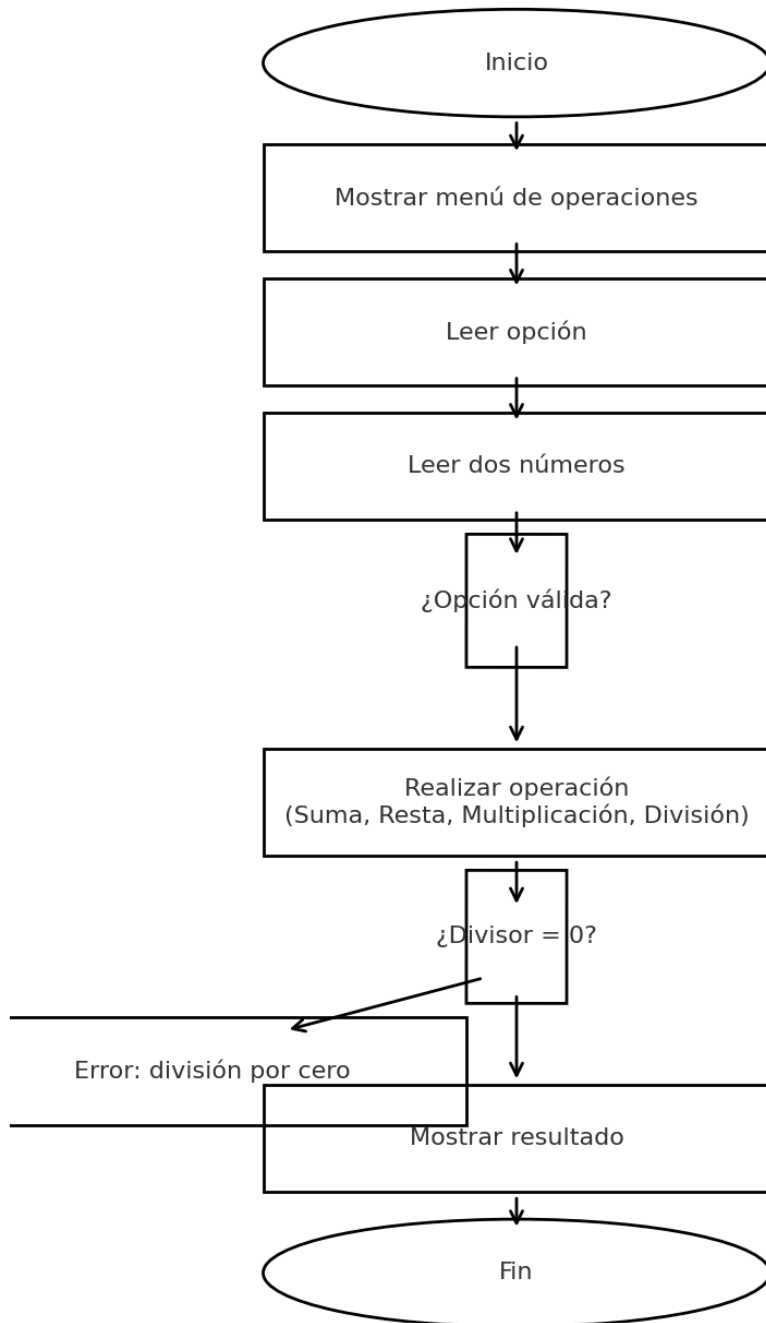 Inicio
Mostrar menú de operaciones
Leer opción
Leer dos números
¿Opción válida?
Realizar operación
(Suma, Resta, Multiplicación, División)
¿Divisor = 0?
Error: división por cero
Mostrar resultado
Fin